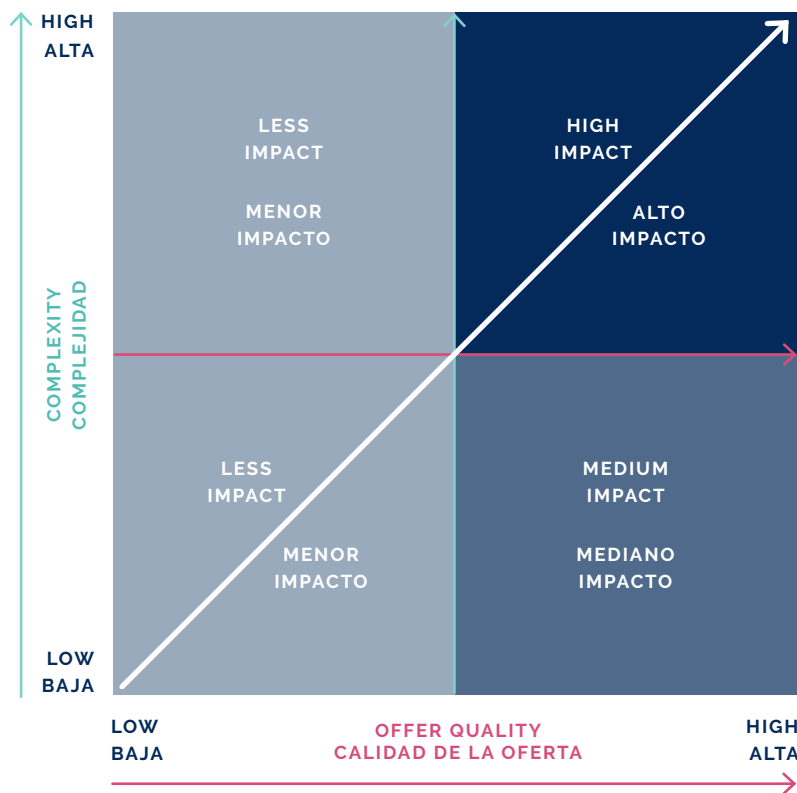 HIGH
ALTA
LESS
IMPACT
MENOR
IMPACTO
HIGH
IMPACT
ALTO
IMPACTO
COMPLEXITY
COMPLEJIDAD
LESS
IMPACT
MENOR
IMPACTO
MEDIUM
IMPACT
MEDIANO
IMPACTO
LOW
BAJA
LOW
BAJA
OFFER QUALITY
CALIDAD DE LA OFERTA
HIGH
ALTA